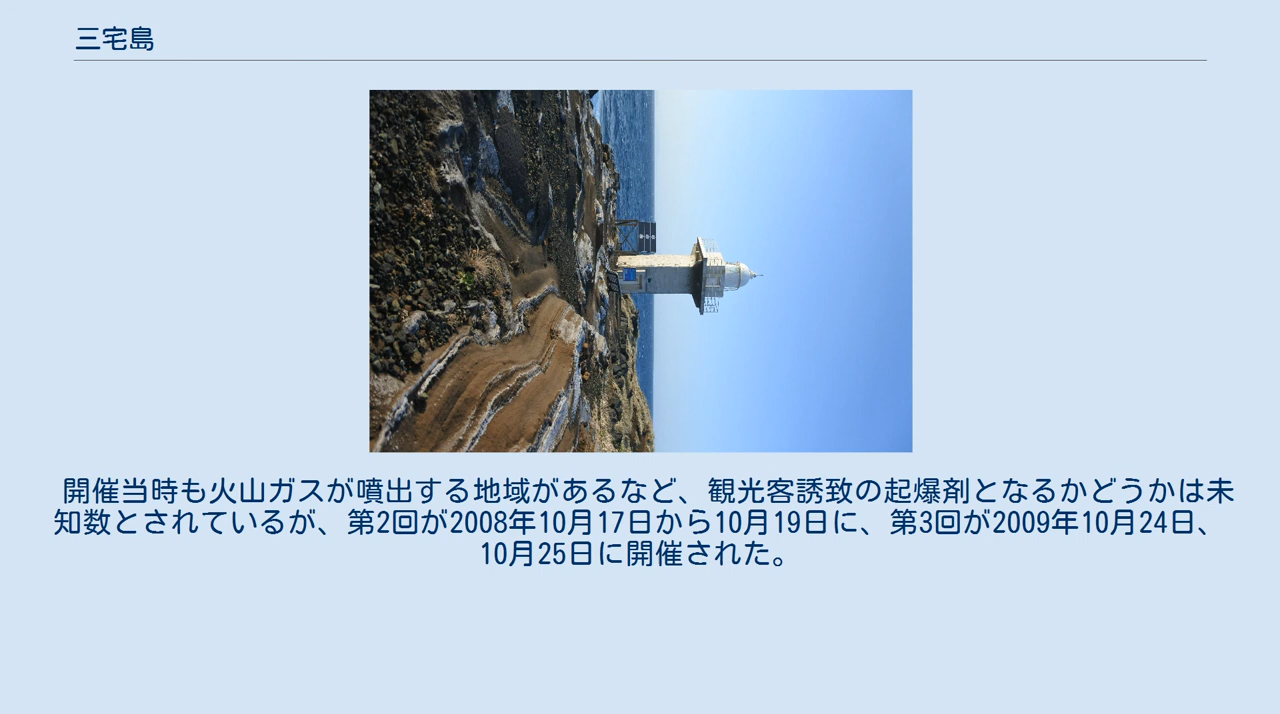 三宅島
開催当時も火山ガスが噴出する地域があるなど、観光客誘致の起爆剤となるかどうかは未
知数とされているが、第2回が2008年10月17日から10月19日に、第3回が2009年10月24日、
10月25日に開催された。